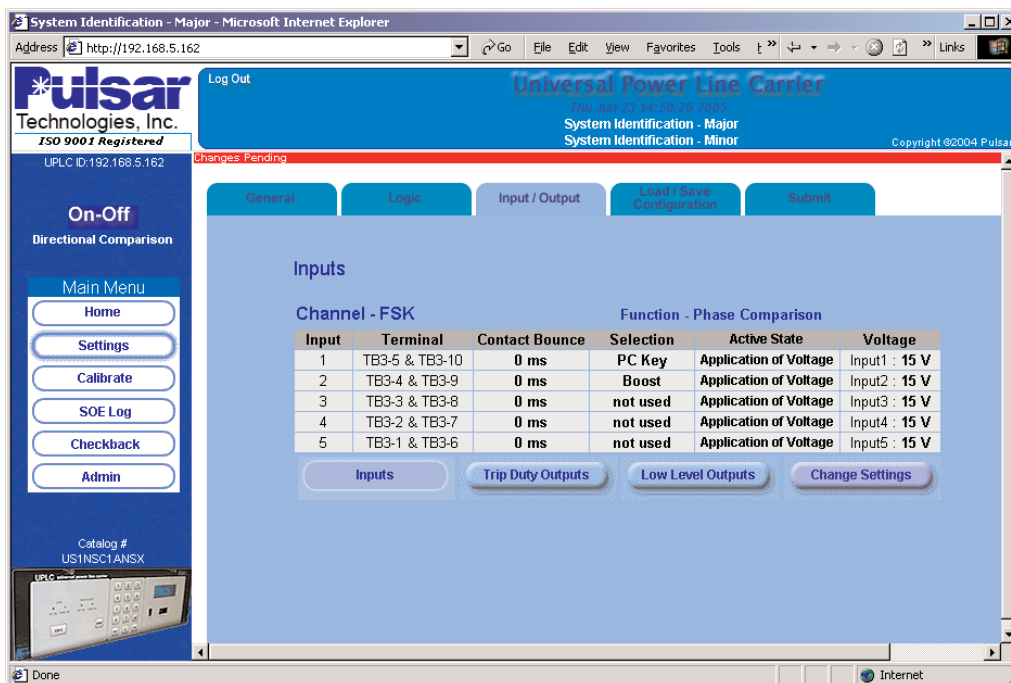 System Identification - Major - Microsoft Internet Explorer
Address http://192.168.5.162 Go File Edit View Favorites Tools Links
Pulsar
Technologies, Inc.
ISO 9001 Registered
Log Out
Universal Power Line Carrier
Thu Jun 23 14:50:26 2005
System Identification - Major
System Identification - Minor
Copyright ©2004 Pulsar
UPLC ID:192.168.5.162
Changes Pending
On-Off
Directional Comparison
Main Menu
Home
Settings
Calibrate
SOE Log
Checkback
Admin
Catalog #
US1NSC1ANSX
UPLC universal power line carrier
General Logic Input / Output Load / Save Configuration Submit
Inputs
Channel - FSK Function - Phase Comparison
Input Terminal Contact Bounce Selection Active State Voltage
1 TB3-5 & TB3-10 0 ms PC Key Application of Voltage Input1 : 15 V
2 TB3-4 & TB3-9 0 ms Boost Application of Voltage Input2 : 15 V
3 TB3-3 & TB3-8 0 ms not used Application of Voltage Input3 : 15 V
4 TB3-2 & TB3-7 0 ms not used Application of Voltage Input4 : 15 V
5 TB3-1 & TB3-6 0 ms not used Application of Voltage Input5 : 15 V
Inputs Trip Duty Outputs Low Level Outputs Change Settings
Done Internet